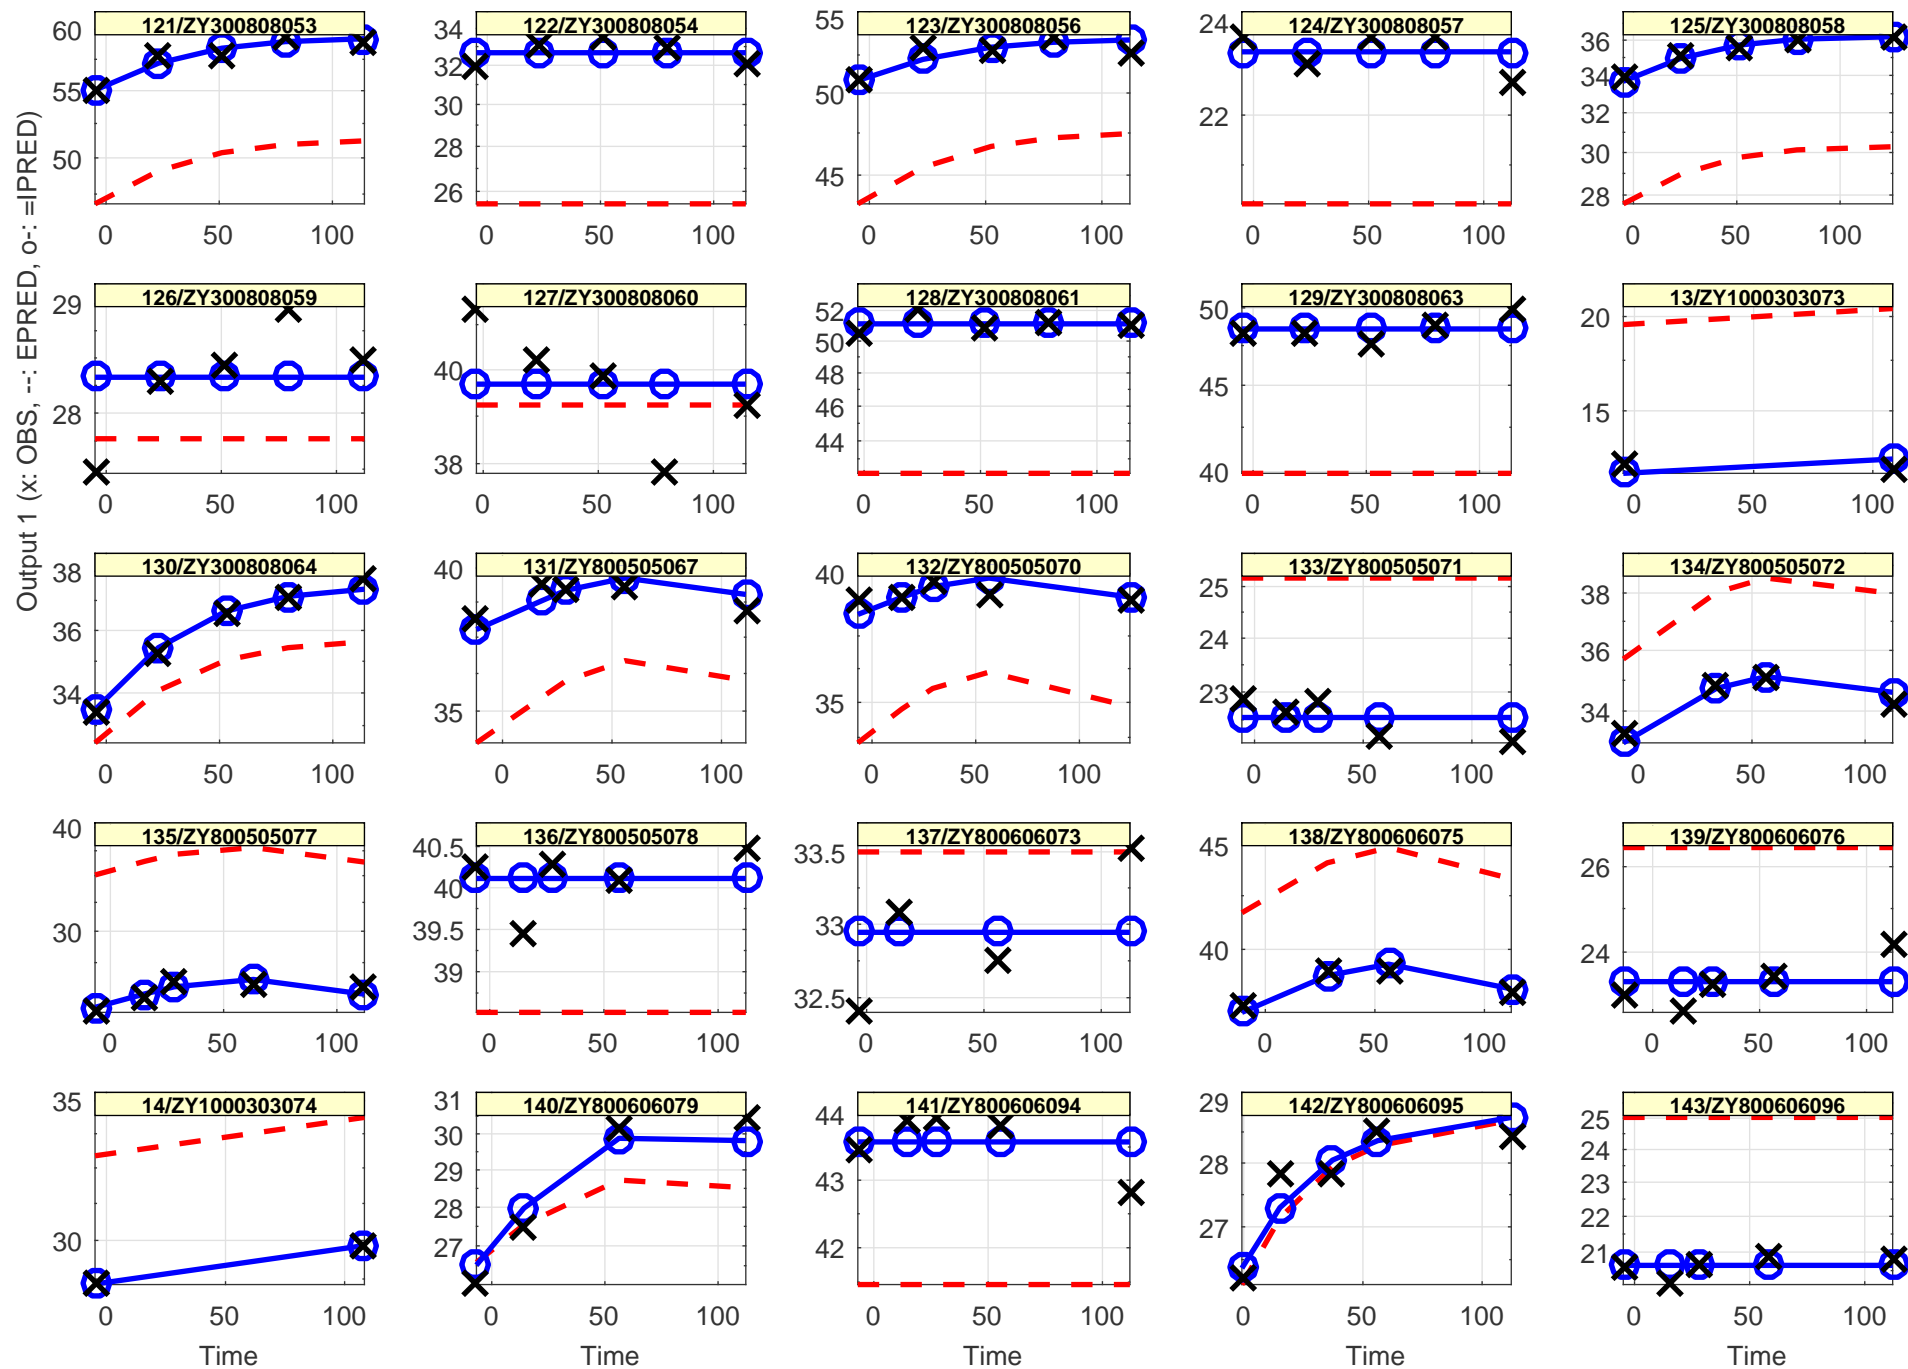 Output 1 (x: OBS, --: EPRED, o-: =IPRED)
121/ZY300808053
60
55
50
0 50 100
122/ZY300808054
34
32
30
28
26
0 50 100
123/ZY300808056
55
50
45
0 50 100
124/ZY300808057
24
22
0 50 100
125/ZY300808058
36
34
32
30
28
0 50 100
126/ZY300808059
29
28
0 50 100
127/ZY300808060
40
38
0 50 100
128/ZY300808061
52
50
48
46
44
0 50 100
129/ZY300808063
50
45
40
0 50 100
13/ZY1000303073
20
15
0 50 100
130/ZY300808064
38
36
34
0 50 100
131/ZY800505067
40
35
0 50 100
132/ZY800505070
40
35
0 50 100
133/ZY800505071
25
24
23
0 50 100
134/ZY800505072
38
36
34
0 50 100
135/ZY800505077
40
30
0 50 100
136/ZY800505078
40.5
40
39.5
39
0 50 100
137/ZY800606073
33.5
33
32.5
0 50 100
138/ZY800606075
45
40
0 50 100
139/ZY800606076
26
24
0 50 100
14/ZY1000303074
35
30
0 50 100
Time
140/ZY800606079
31
30
29
28
27
0 50 100
Time
141/ZY800606094
44
43
42
0 50 100
Time
142/ZY800606095
29
28
27
0 50 100
Time
143/ZY800606096
25
24
23
22
21
0 50 100
Time